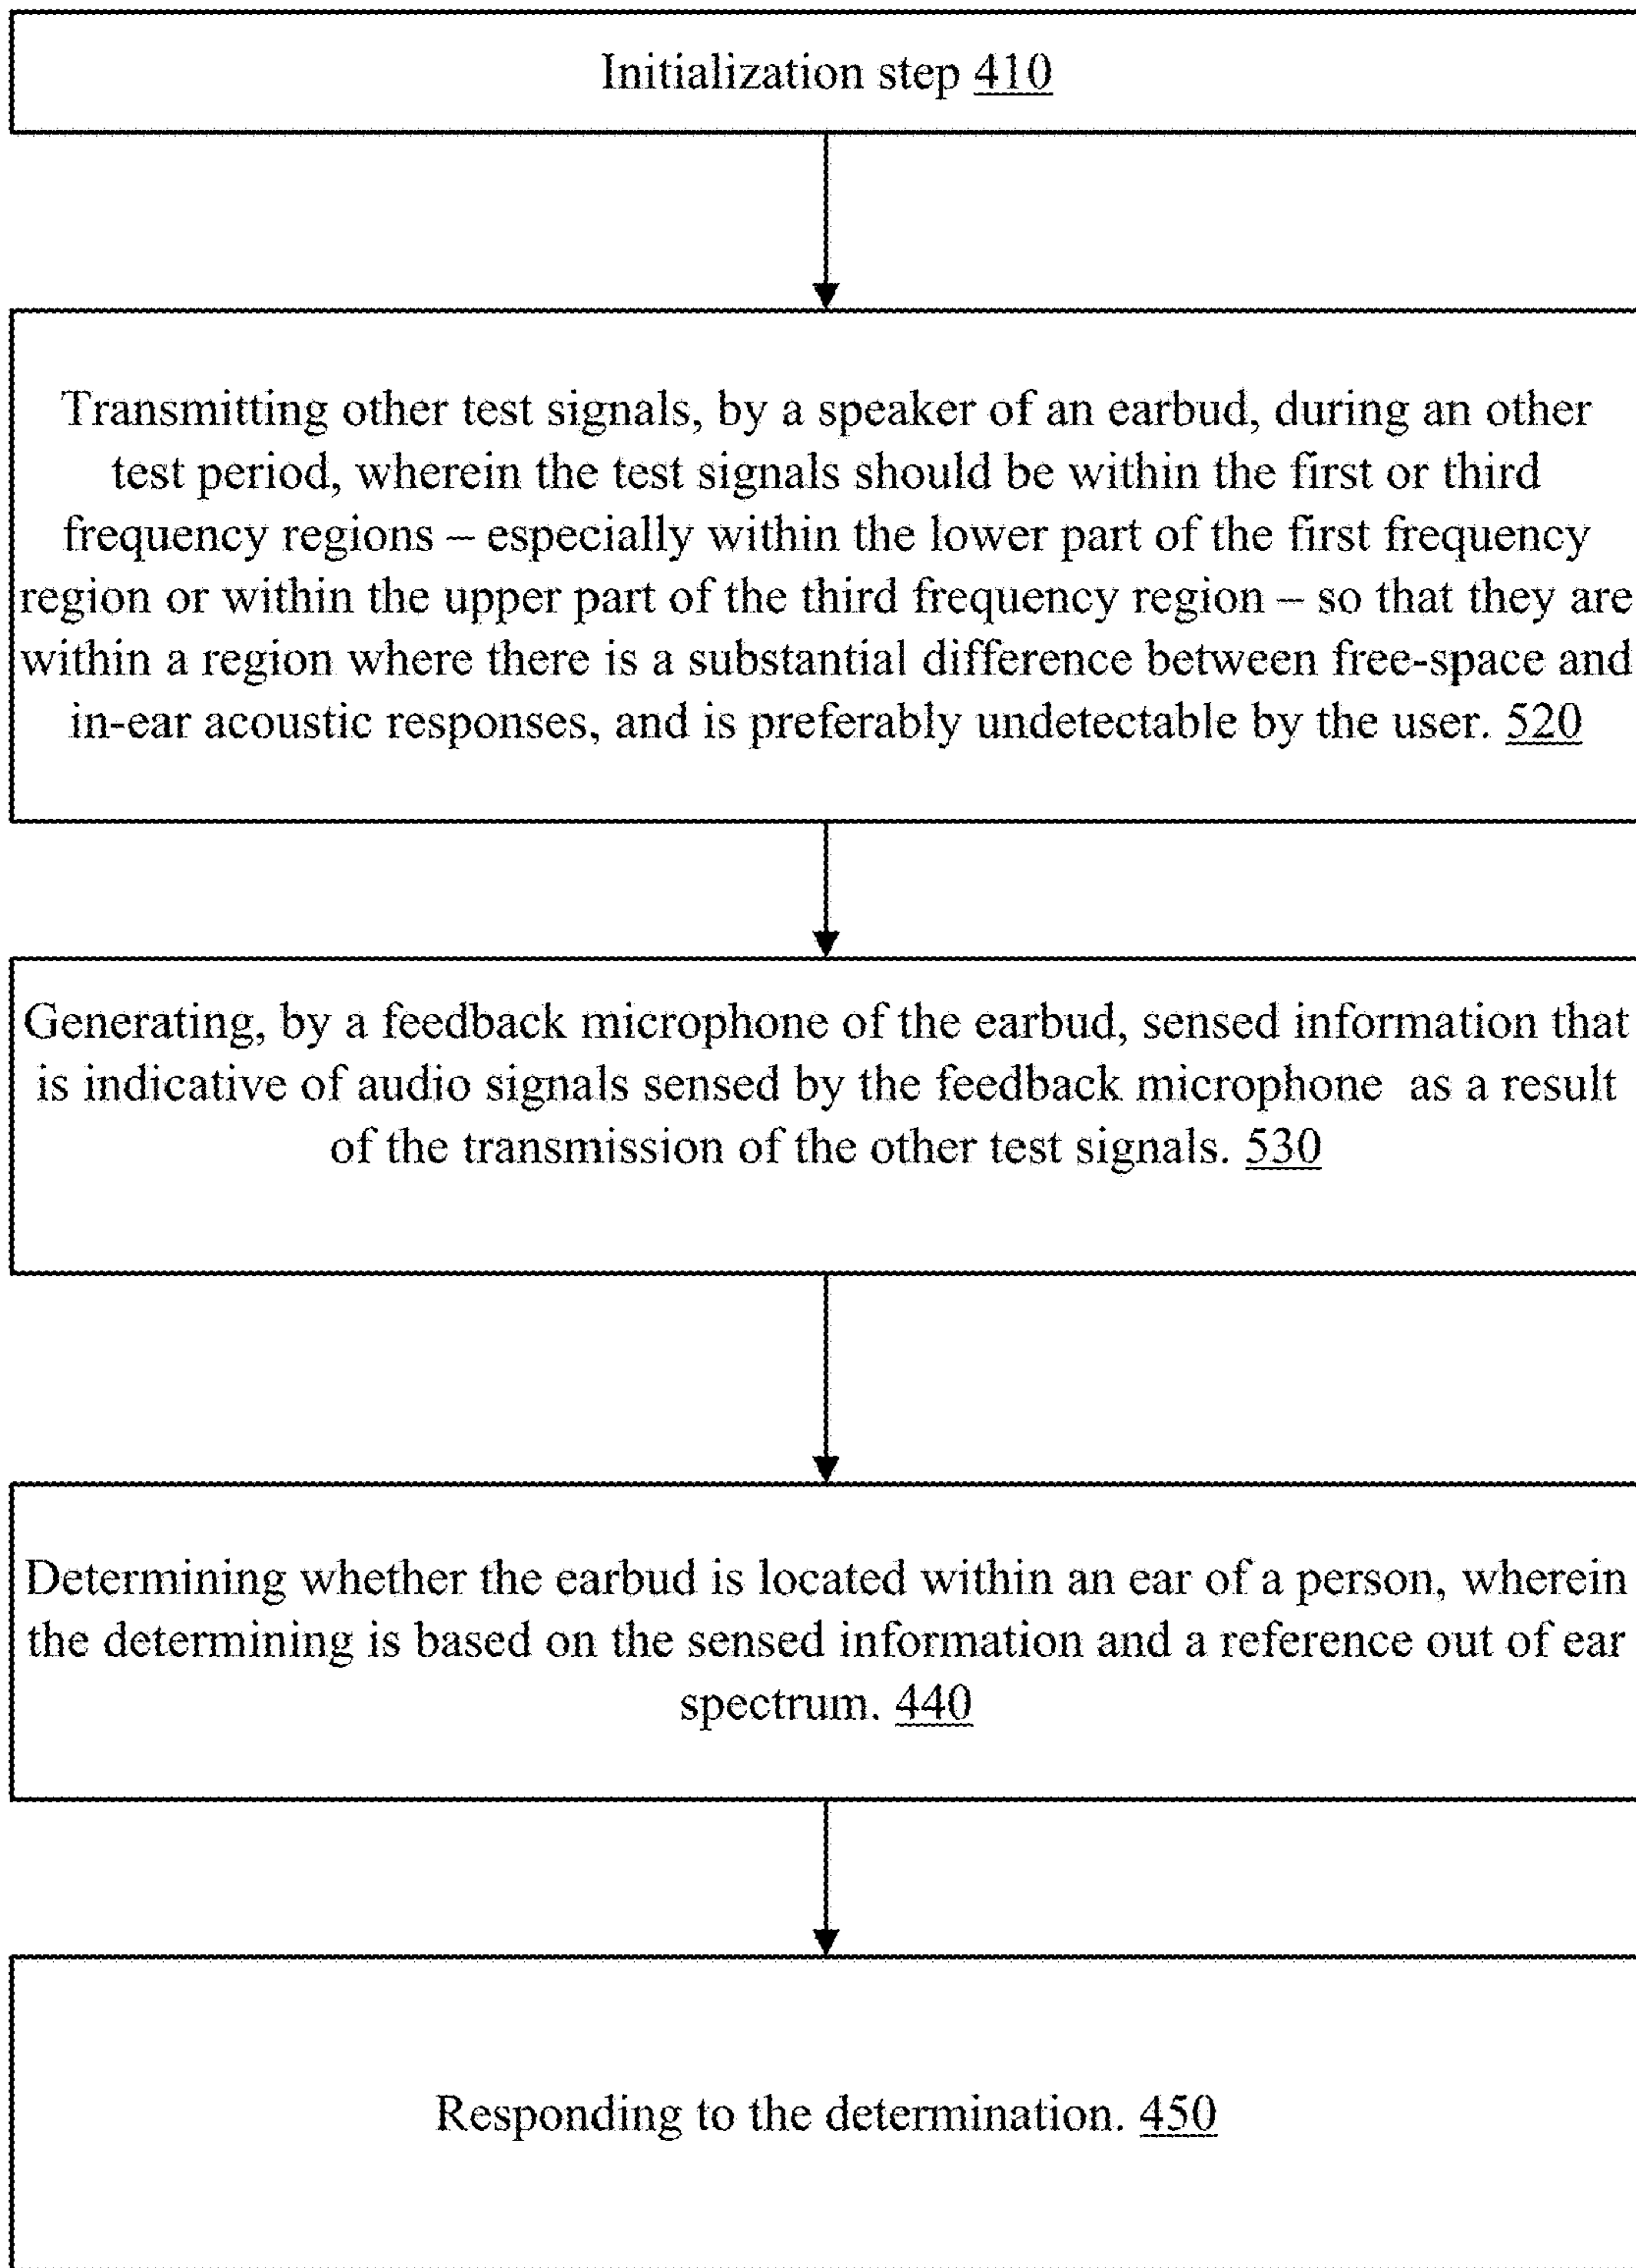 Initialization step 410
Transmitting other test signals, by a speaker of an earbud, during an other
test period, wherein the test signals should be within the first or third
frequency regions – especially within the lower part of the first frequency
region or within the upper part of the third frequency region – so that they are
within a region where there is a substantial difference between free-space and
in-ear acoustic responses, and is preferably undetectable by the user. 520
Generating, by a feedback microphone of the earbud, sensed information that
is indicative of audio signals sensed by the feedback microphone as a result
of the transmission of the other test signals. 530
Determining whether the earbud is located within an ear of a person, wherein
the determining is based on the sensed information and a reference out of ear
spectrum. 440
Responding to the determination. 450